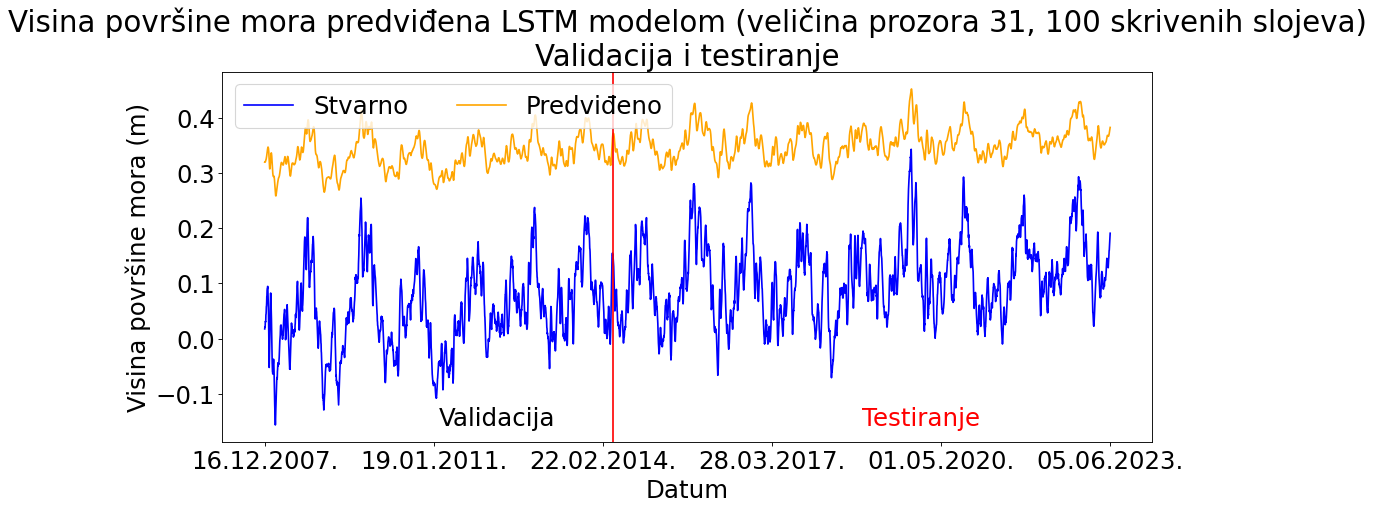 Visina površine mora predviđena LSTM modelom (veličina prozora 31, 100 skrivenih slojeva)
Validacija i testiranje
Stvarno Predviđeno
Visina površine mora (m)
0.4
0.3
0.2
0.1
0.0
−0.1
Validacija Testiranje
16.12.2007. 19.01.2011. 22.02.2014. 28.03.2017. 01.05.2020. 05.06.2023.
Datum